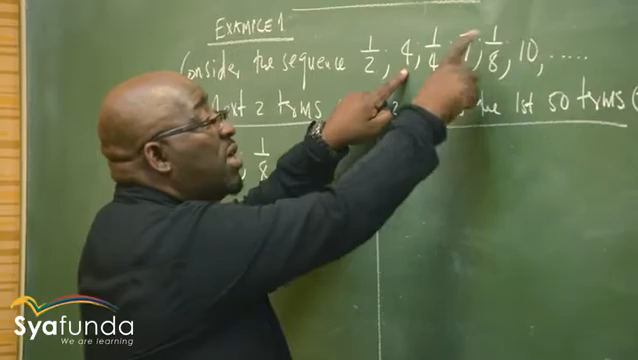 EXAMPLE 1
Consider the sequence 1/2; 4; 1/4; 7; 1/8; 10, .....
next 2 terms 2 the 1st 50 terms
, 1/8
Syafunda
We are learning